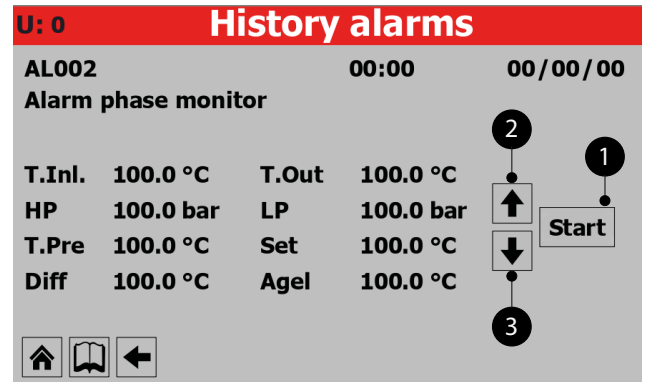 U: 0 History alarms
AL002 00:00 00/00/00
Alarm phase monitor
2
1
T.Inl. 100.0 °C T.Out 100.0 °C
HP 100.0 bar LP 100.0 bar
Start
T.Pre 100.0 °C Set 100.0 °C
Diff 100.0 °C Agel 100.0 °C
3